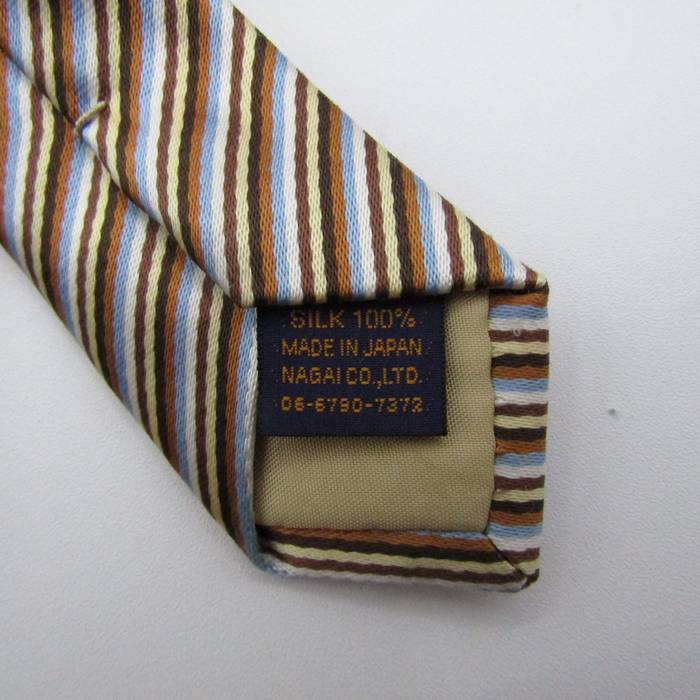 SILK 100%
MADE IN JAPAN
NAGAI CO.,LTD.
06-6790-7372